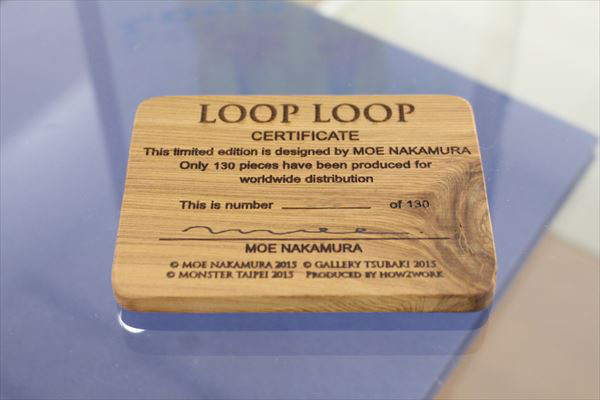 LOOP LOOP
CERTIFICATE
This limited edition is designed by MOE NAKAMURA
Only 130 pieces have been produced for
worldwide distribution
This is number __________ of 130
MOE NAKAMURA
© MOE NAKAMURA 2015 © GALLERY TSUBAKI 2015
© MONSTER TAIPEI 2015 PRODUCED BY HOW2WORK